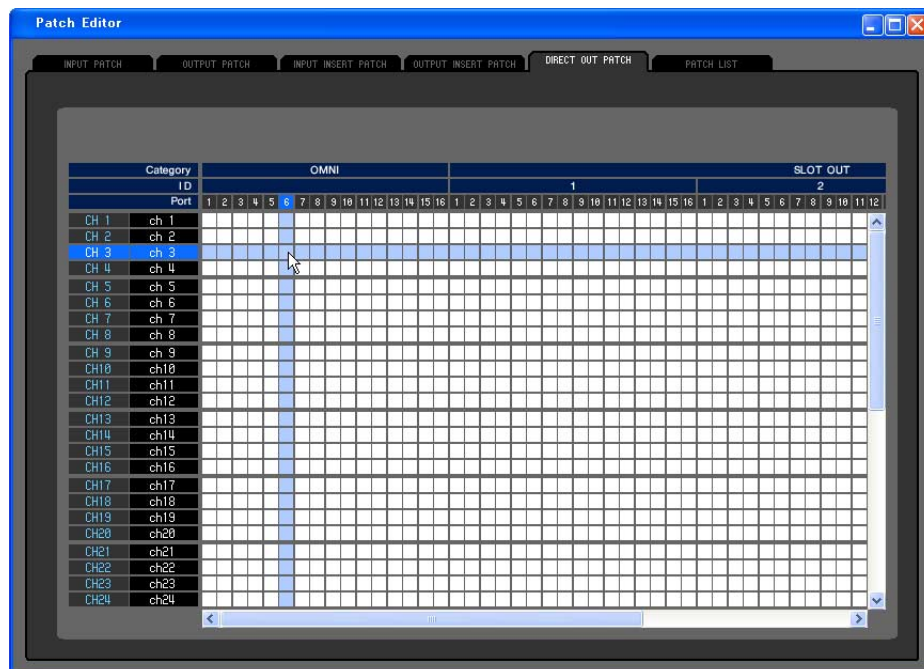 Patch Editor
INPUT PATCH OUTPUT PATCH INPUT INSERT PATCH OUTPUT INSERT PATCH DIRECT OUT PATCH PATCH LIST
Category OMNI SLOT OUT
ID 1 2
Port 1 2 3 4 5 6 7 8 9 10 11 12 13 14 15 16 1 2 3 4 5 6 7 8 9 10 11 12 13 14 15 16 1 2 3 4 5 6 7 8 9 10 11 12
CH 1 ch 1
CH 2 ch 2
CH 3 ch 3
CH 4 ch 4
CH 5 ch 5
CH 6 ch 6
CH 7 ch 7
CH 8 ch 8
CH 9 ch 9
CH10 ch10
CH11 ch11
CH12 ch12
CH13 ch13
CH14 ch14
CH15 ch15
CH16 ch16
CH17 ch17
CH18 ch18
CH19 ch19
CH20 ch20
CH21 ch21
CH22 ch22
CH23 ch23
CH24 ch24